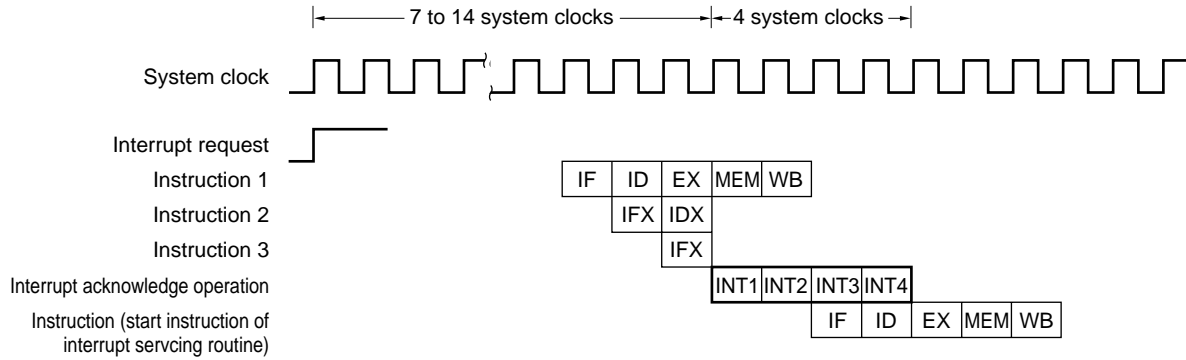 7 to 14 system clocks
4 system clocks
System clock
Interrupt request
Instruction 1 IF ID EX MEM WB
Instruction 2 IFX IDX
Instruction 3 IFX
Interrupt acknowledge operation INT1 INT2 INT3 INT4
Instruction (start instruction of
interrupt servcing routine) IF ID EX MEM WB